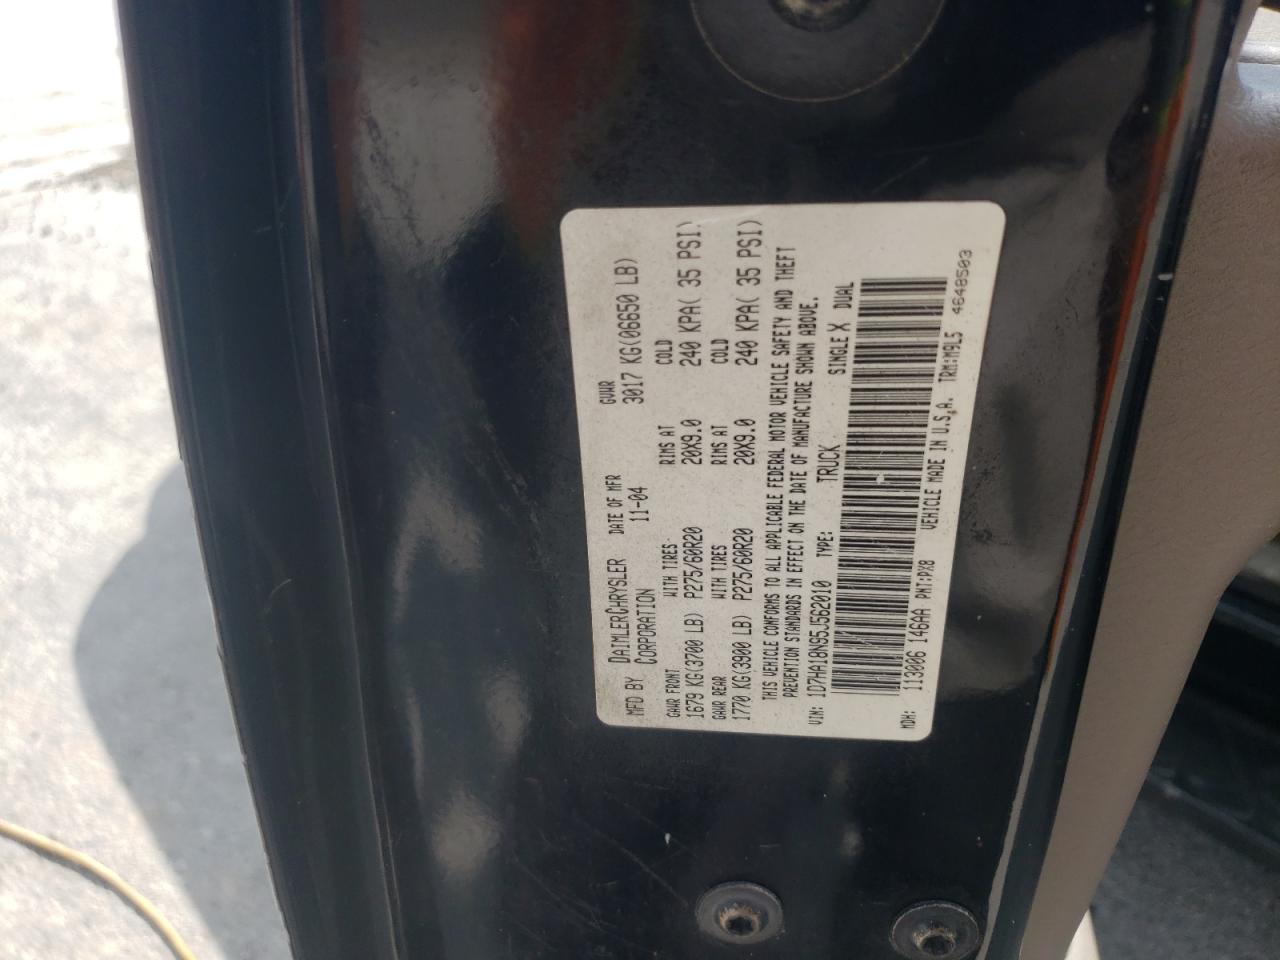 MFD BY DAIMLERCHRYSLER CORPORATION DATE OF MFR 11-04 GVWR 3017 KG(06650 LB)
GAWR FRONT WITH TIRES RIMS AT COLD
1679 KG(3700 LB) P275/60R20 20X9.0 240 KPA( 35 PSI)
GAWR REAR WITH TIRES RIMS AT COLD
1770 KG(3900 LB) P275/60R20 20X9.0 240 KPA( 35 PSI)
THIS VEHICLE CONFORMS TO ALL APPLICABLE FEDERAL MOTOR VEHICLE SAFETY AND THEFT
PREVENTION STANDARDS IN EFFECT ON THE DATE OF MANUFACTURE SHOWN ABOVE.
VIN: 1D7HA18N95J562010 TYPE: TRUCK SINGLE X DUAL
MDH: 113006 146AA PNT:PX8 VEHICLE MADE IN U.S.A. TRM:M9L5 4648503